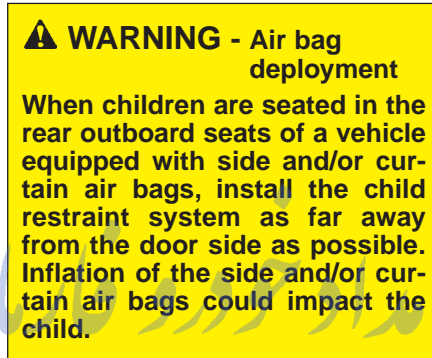 WARNING - Air bag
deployment
When children are seated in the
rear outboard seats of a vehicle
equipped with side and/or cur-
tain air bags, install the child
restraint system as far away
from the door side as possible.
Inflation of the side and/or cur-
tain air bags could impact the
child.
خودرو